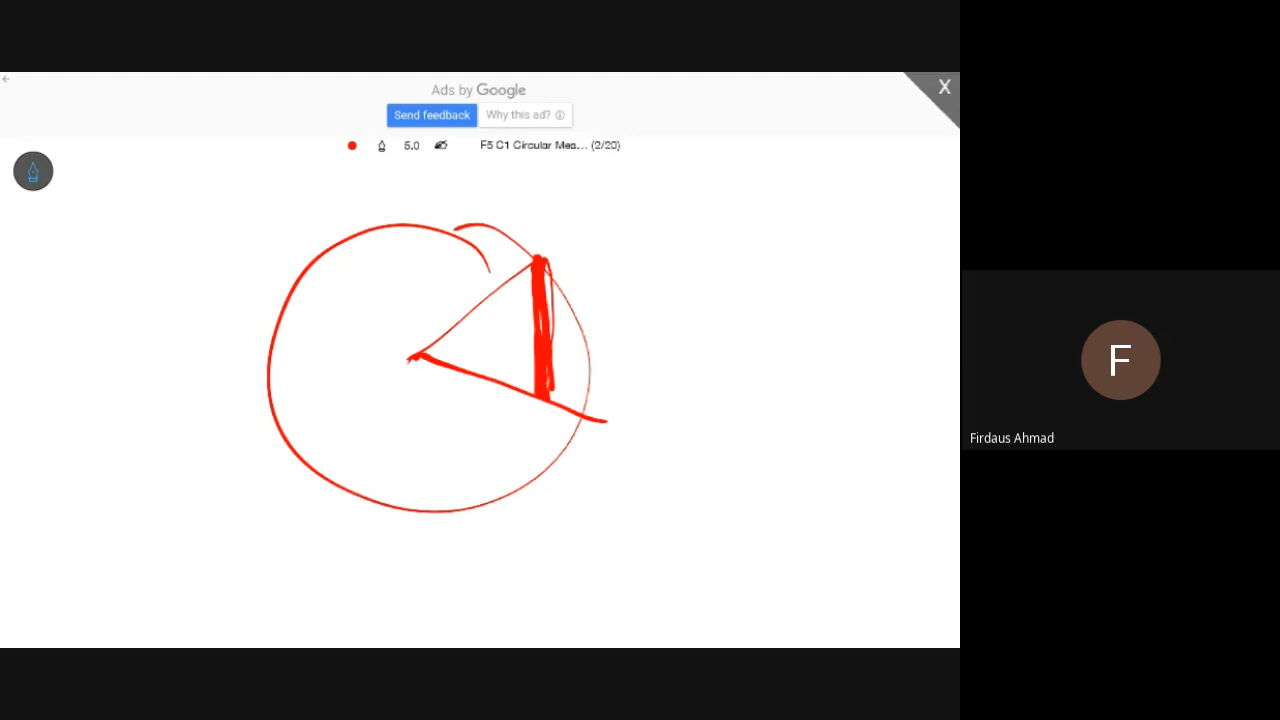 Ads by Google
X
Send feedback
Why this ad?
5.0
F5 C1 Circular Mea... (2/20)
F
Firdaus Ahmad